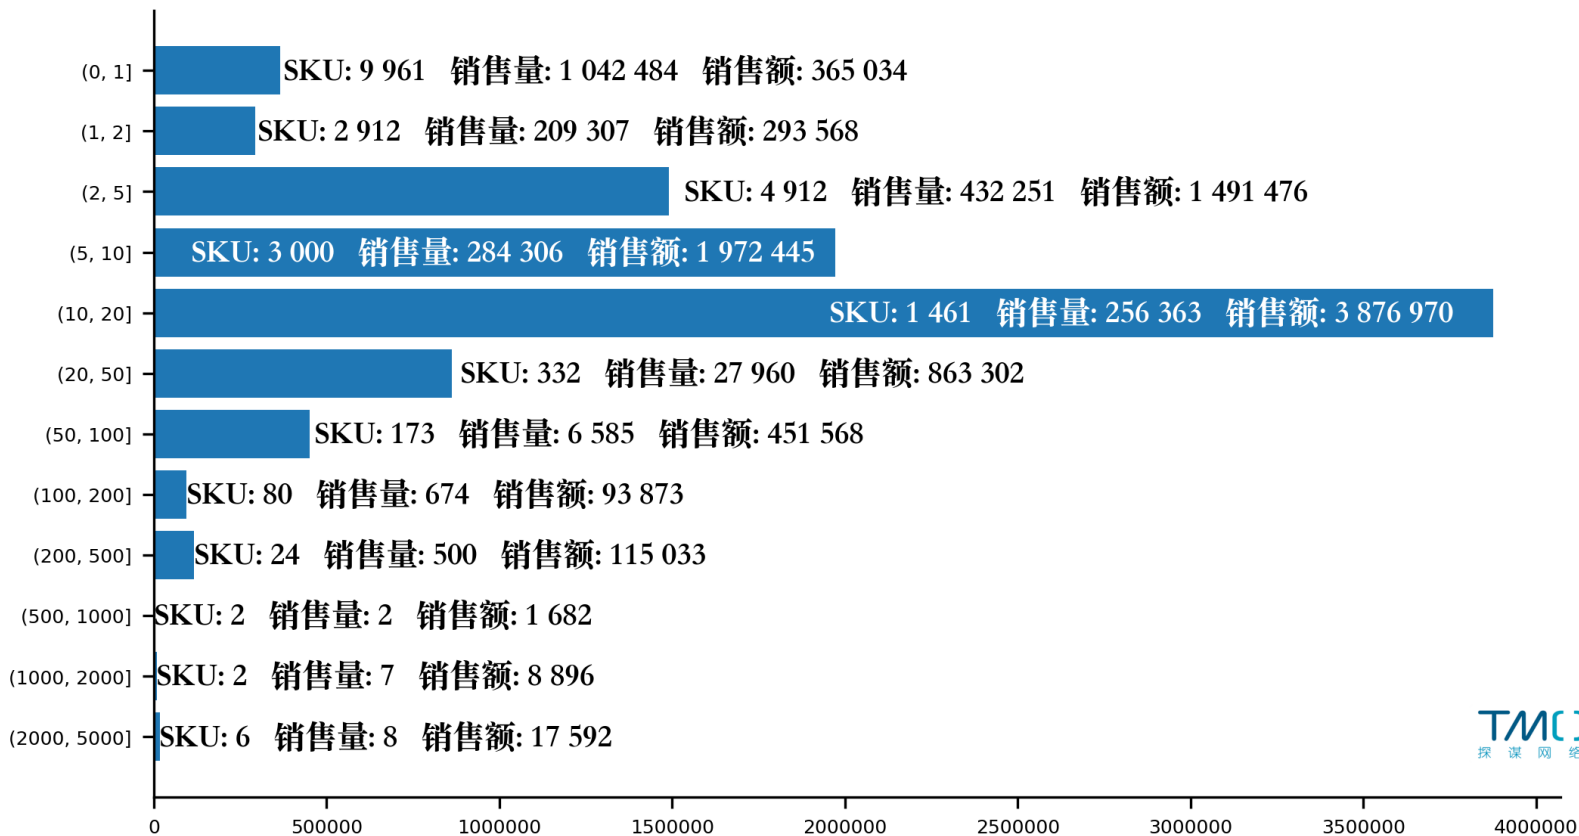 (0, 1] SKU: 9 961 销售量: 1 042 484 销售额: 365 034
(1, 2] SKU: 2 912 销售量: 209 307 销售额: 293 568
(2, 5] SKU: 4 912 销售量: 432 251 销售额: 1 491 476
(5, 10] SKU: 3 000 销售量: 284 306 销售额: 1 972 445
(10, 20] SKU: 1 461 销售量: 256 363 销售额: 3 876 970
(20, 50] SKU: 332 销售量: 27 960 销售额: 863 302
(50, 100] SKU: 173 销售量: 6 585 销售额: 451 568
(100, 200] SKU: 80 销售量: 674 销售额: 93 873
(200, 500] SKU: 24 销售量: 500 销售额: 115 033
(500, 1000] SKU: 2 销售量: 2 销售额: 1 682
(1000, 2000] SKU: 2 销售量: 7 销售额: 8 896
(2000, 5000] SKU: 6 销售量: 8 销售额: 17 592
TMO
探谋网络
0 500000 1000000 1500000 2000000 2500000 3000000 3500000 4000000